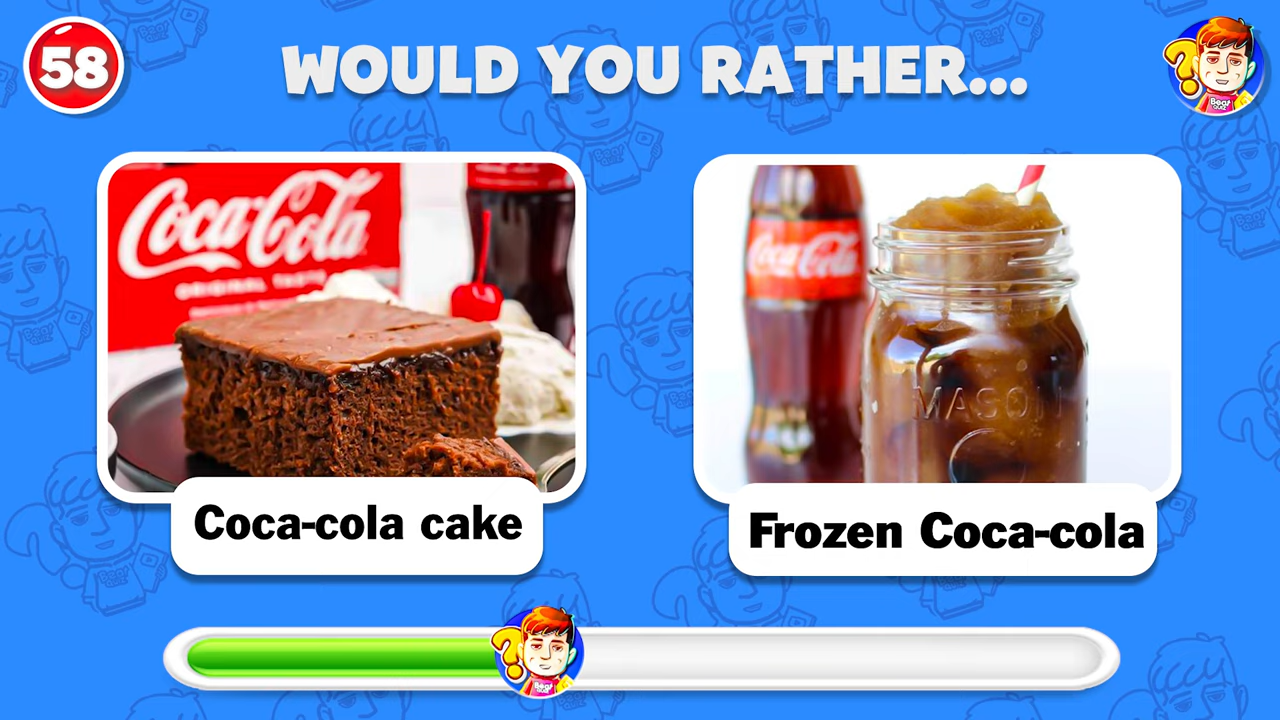 58
WOULD YOU RATHER...
Coca-Cola
ORIGINAL TASTE
Coca-Cola
MASON
Coca-cola cake
Frozen Coca-cola